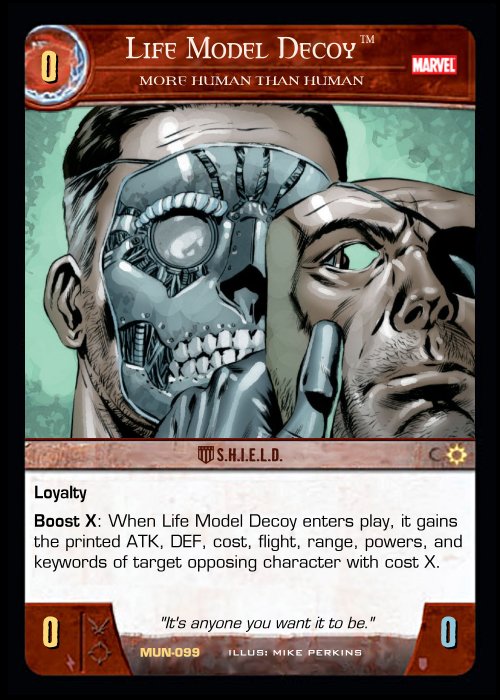 0
LIFE MODEL DECOY™
MORE HUMAN THAN HUMAN
MARVEL
S.H.I.E.L.D.
C
Loyalty
Boost X: When Life Model Decoy enters play, it gains
the printed ATK, DEF, cost, flight, range, powers, and
keywords of target opposing character with cost X.
"It's anyone you want it to be."
0
0
MUN-099 ILLUS: MIKE PERKINS